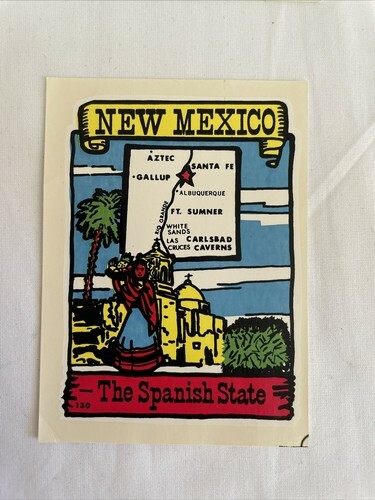 NEW MEXICO
AZTEC
SANTA FE
GALLUP
ALBUQUERQUE
RIO GRANDE
FT. SUMNER
WHITE
SANDS
LAS CARLSBAD
CRUCES CAVERNS
— The Spanish State
130